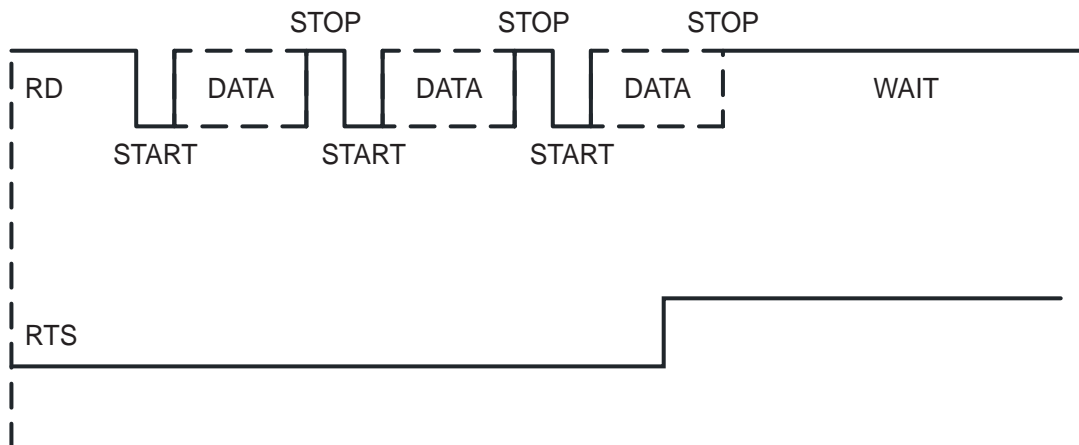 STOP STOP STOP
RD DATA DATA DATA WAIT
START START START
RTS